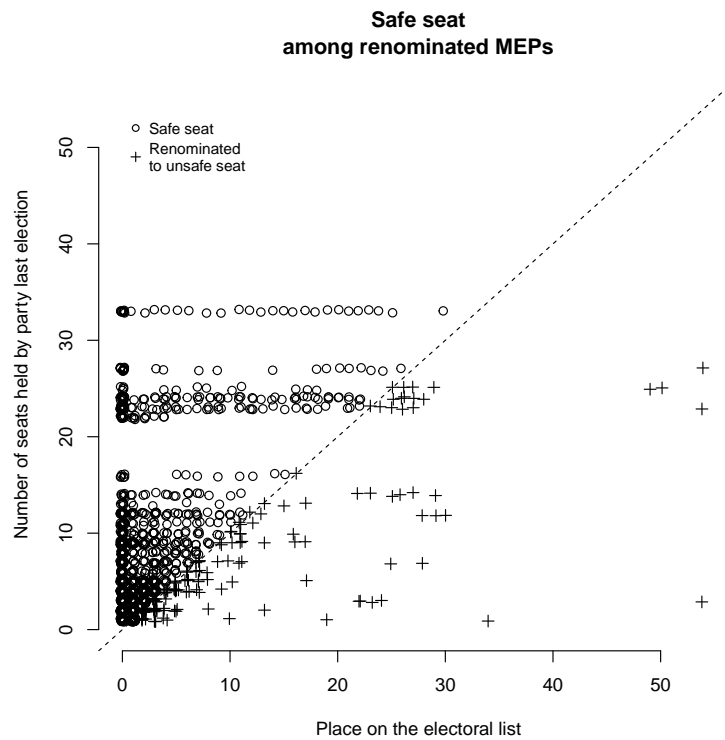 Safe seat
among renominated MEPs
Safe seat
Renominated
to unsafe seat
50
40
30
20
10
0
Number of seats held by party last election
0 10 20 30 40 50
Place on the electoral list